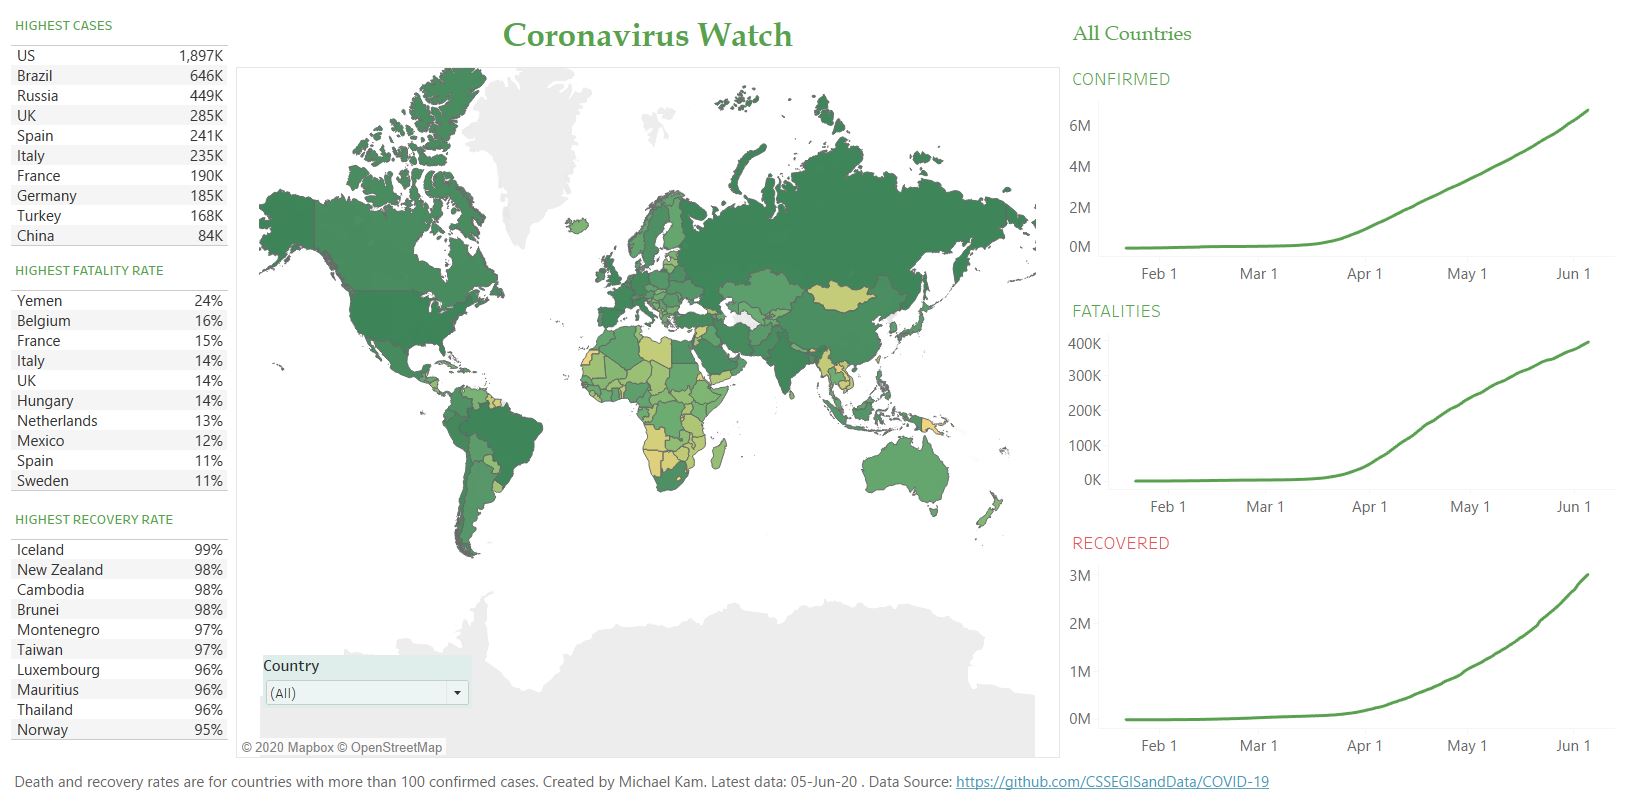 HIGHEST CASES
US 1,897K
Brazil 646K
Russia 449K
UK 285K
Spain 241K
Italy 235K
France 190K
Germany 185K
Turkey 168K
China 84K
HIGHEST FATALITY RATE
Yemen 24%
Belgium 16%
France 15%
Italy 14%
UK 14%
Hungary 14%
Netherlands 13%
Mexico 12%
Spain 11%
Sweden 11%
HIGHEST RECOVERY RATE
Iceland 99%
New Zealand 98%
Cambodia 98%
Brunei 98%
Montenegro 97%
Taiwan 97%
Luxembourg 96%
Mauritius 96%
Thailand 96%
Norway 95%
Coronavirus Watch
Country
(All)
© 2020 Mapbox © OpenStreetMap
All Countries
CONFIRMED
6M
4M
2M
0M
Feb 1 Mar 1 Apr 1 May 1 Jun 1
FATALITIES
400K
300K
200K
100K
0K
Feb 1 Mar 1 Apr 1 May 1 Jun 1
RECOVERED
3M
2M
1M
0M
Feb 1 Mar 1 Apr 1 May 1 Jun 1
Death and recovery rates are for countries with more than 100 confirmed cases. Created by Michael Kam. Latest data: 05-Jun-20 . Data Source: https://github.com/CSSEGISandData/COVID-19